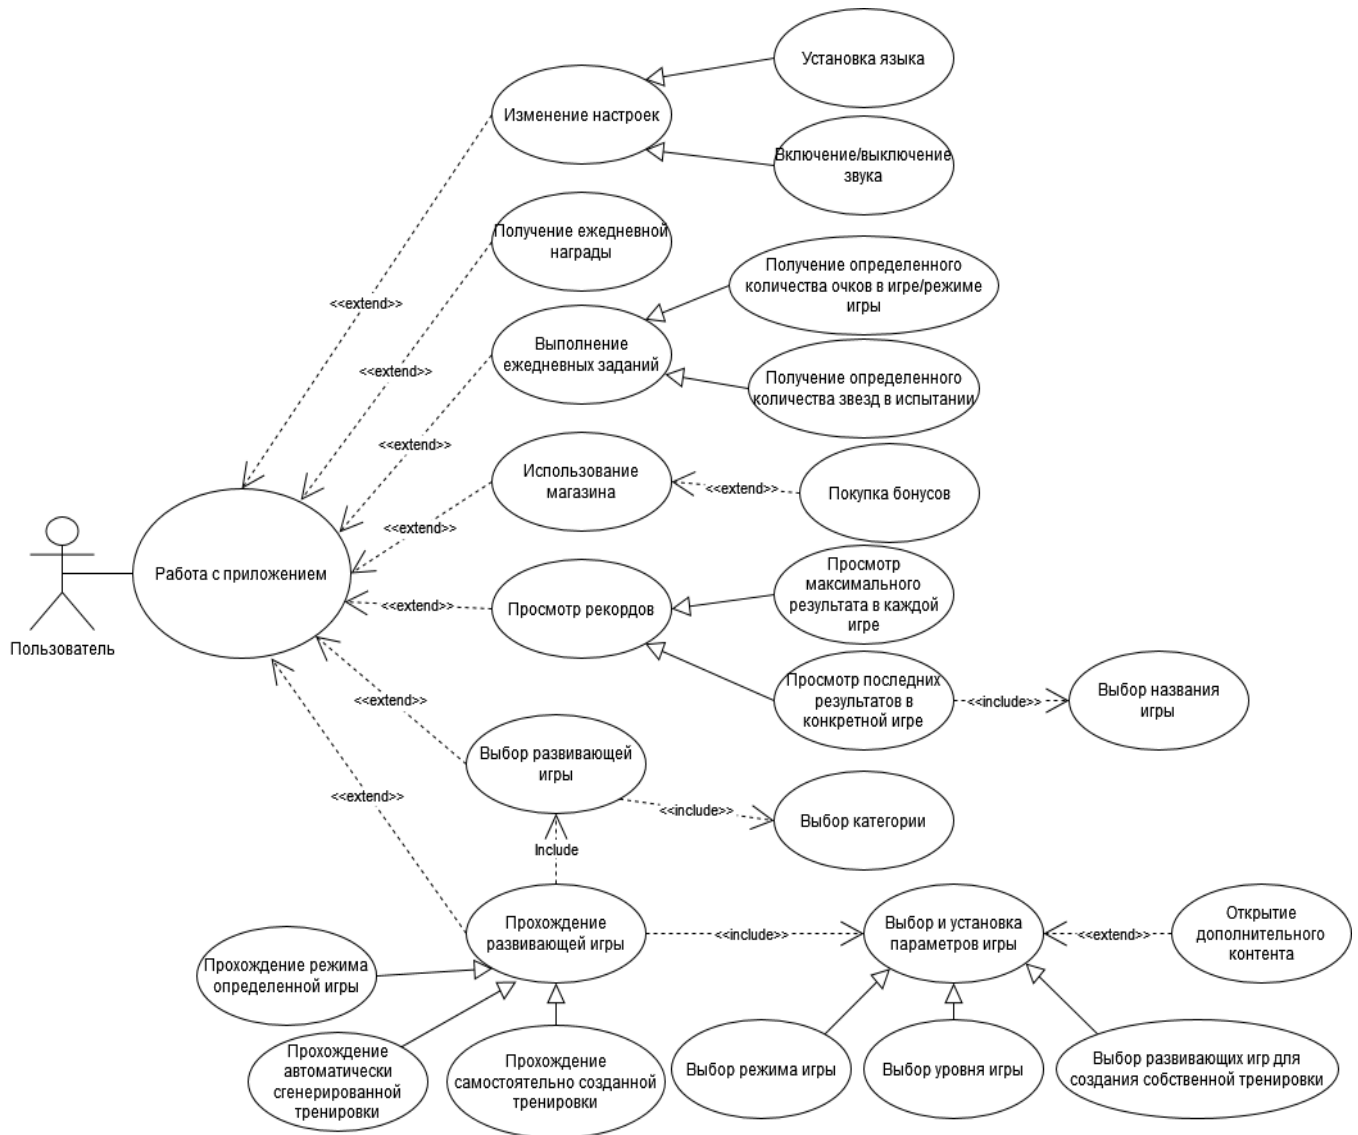 Установка языка
Изменение настроек
Включение/выключение
звука
<<extend>>
Получение ежедневной
награды
<<extend>>
Получение определенного
количества очков в игре/режиме
игры
Выполнение
ежедневных заданий
<<extend>>
Получение определенного
количества звезд в испытании
Использование
магазина
<<extend>>
Покупка бонусов
<<extend>>
Пользователь
Работа с приложением
Просмотр рекордов
<<extend>>
Просмотр
максимального
результата в каждой
игре
Просмотр последних
результатов в
конкретной игре
<<include>>
Выбор названия
игры
<<extend>>
Выбор развивающей
игры
<<include>>
Выбор категории
<<extend>>
Include
Прохождение
развивающей игры
<<include>>
Выбор и установка
параметров игры
<<extend>>
Открытие
дополнительного
контента
Прохождение режима
определенной игры
Прохождение
автоматически
сгенерированной
тренировки
Прохождение
самостоятельно созданной
тренировки
Выбор режима игры
Выбор уровня игры
Выбор развивающих игр для
создания собственной тренировки